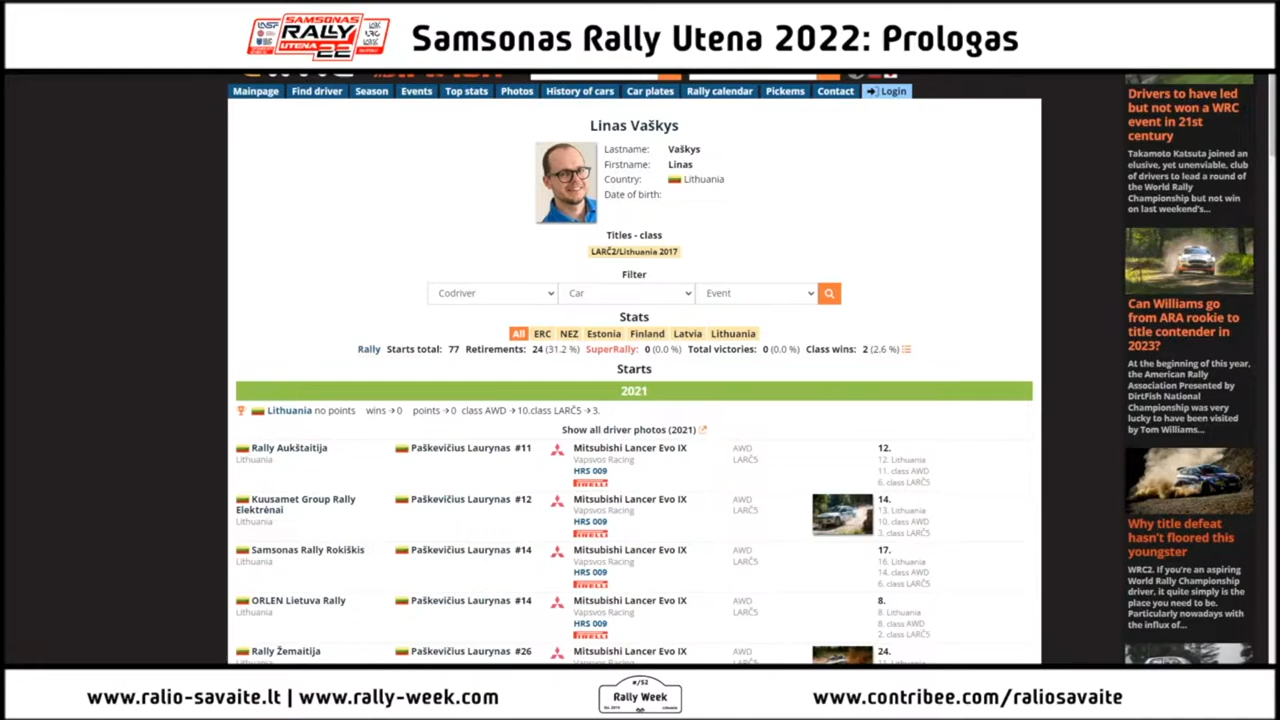 SAMSONAS
RALLY
UTENA 22
Samsonas Rally Utena 2022: Prologas
Mainpage Find driver Season Events Top stats Photos History of cars Car plates Rally calendar Pickems Contact Login
Linas Vaškys
Lastname: Vaškys
Firstname: Linas
Country: Lithuania
Date of birth:
Titles - class
LARČ2/Lithuania 2017
Filter
Codriver Car Event
Stats
All ERC NEZ Estonia Finland Latvia Lithuania
Rally Starts total: 77 Retirements: 24 (31.2 %) SuperRally: 0 (0.0 %) Total victories: 0 (0.0 %) Class wins: 2 (2.6 %)
Starts
2021
Lithuania no points wins → 0 points → 0 class AWD → 10. class LARČ5 → 3.
Show all driver photos (2021)
Rally Aukštaitija Paškevičius Laurynas #11 Mitsubishi Lancer Evo IX AWD 12.
Lithuania Vapsvos Racing LARČ5 12. Lithuania
HRS 009 11. class AWD
PIRELLI 6. class LARČ5
Kuusamet Group Rally Paškevičius Laurynas #12 Mitsubishi Lancer Evo IX AWD 14.
Elektrėnai Vapsvos Racing LARČ5 13. Lithuania
Lithuania HRS 009 10. class AWD
PIRELLI 3. class LARČ5
Samsonas Rally Rokiškis Paškevičius Laurynas #14 Mitsubishi Lancer Evo IX AWD 17.
Lithuania Vapsvos Racing LARČ5 16. Lithuania
HRS 009 14. class AWD
PIRELLI 6. class LARČ5
ORLEN Lietuva Rally Paškevičius Laurynas #14 Mitsubishi Lancer Evo IX AWD 8.
Lithuania Vapsvos Racing LARČ5 8. Lithuania
HRS 009 8. class AWD
PIRELLI 2. class LARČ5
Rally Žemaitija Paškevičius Laurynas #26 Mitsubishi Lancer Evo IX AWD 24.
Drivers to have led
but not won a WRC
event in 21st
century
Takamoto Katsuta joined an
elusive, yet unenviable, club
of drivers to lead a round of
the World Rally
Championship but not win
on last weekend's...
Can Williams go
from ARA rookie to
title contender in
2023?
At the beginning of this year,
the American Rally
Association Presented by
DirtFish National
Championship was very
lucky to have been visited
by Tom Williams...
Why title defeat
hasn't floored this
youngster
WRC2. If you're an aspiring
World Rally Championship
driver, it quite simply is the
place you need to be.
Particularly nowadays with
the influx of...
www.ralio-savaite.lt | www.rally-week.com
#/52
Rally Week
www.contribee.com/raliosavaite